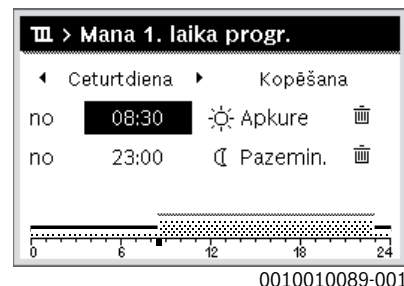 > Mana 1. laika progr.
Ceturtdiena Kopēšana
no 08:30 Apkure
no 23:00 Pazemin.
0 6 12 18 24
0010010089-001